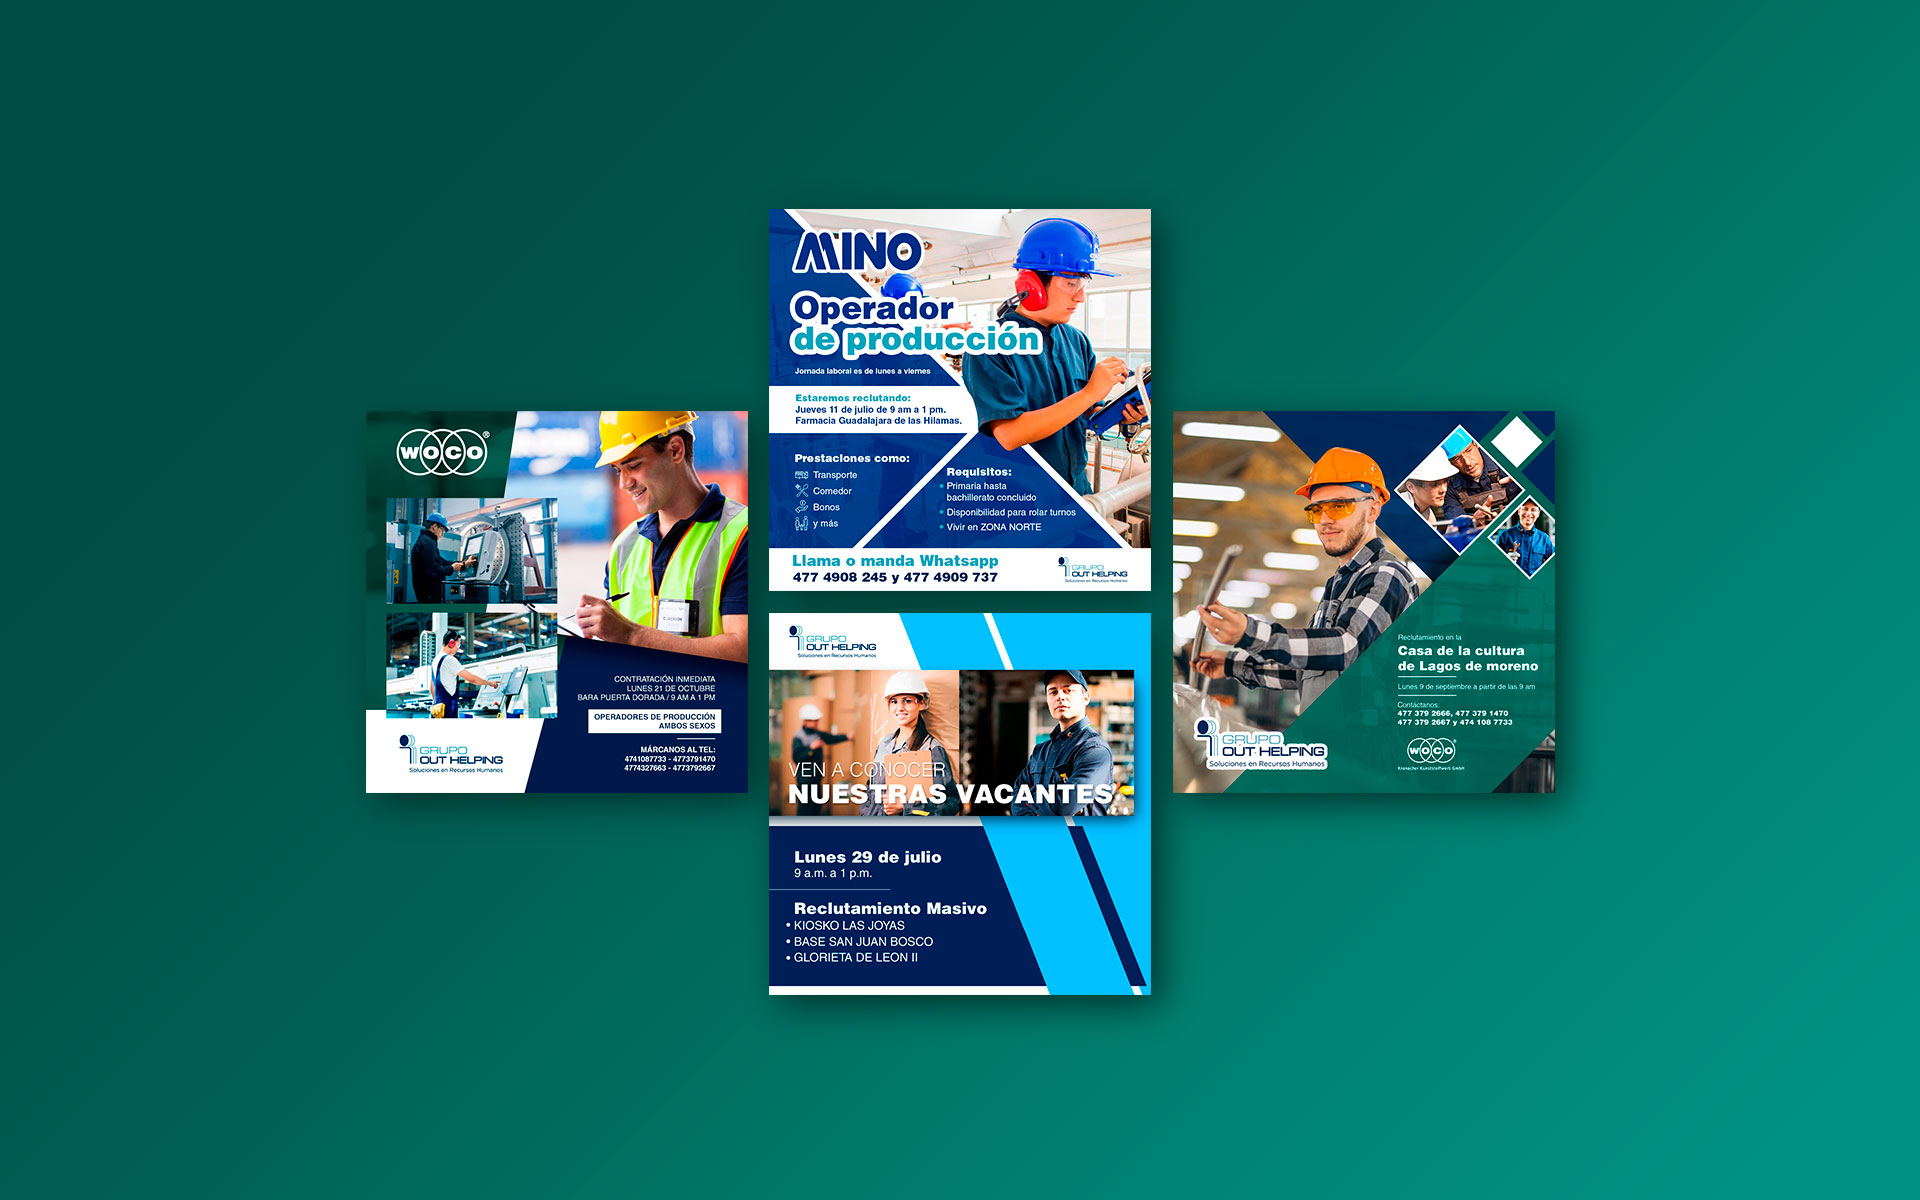 WOCO®
CONTRATACIÓN INMEDIATA
LUNES 21 DE OCTUBRE
BARA PUERTA DORADA / 9 AM A 1 PM
OPERADORES DE PRODUCCIÓN
AMBOS SEXOS
MÁRCANOS AL TEL:
4741087733 - 4773791470
4774327663 - 4773792667
GRUPO
OUT HELPING
Soluciones en Recursos Humanos
MINO
Operador
de producción
Jornada laboral es de lunes a viernes
Estaremos reclutando:
Jueves 11 de julio de 9 am a 1 pm.
Farmacia Guadalajara de las Hilamas.
Prestaciones como:
Transporte
Comedor
Bonos
y más
Requisitos:
• Primaria hasta
bachillerato concluido
• Disponibilidad para rolar turnos
• Vivir en ZONA NORTE
Llama o manda Whatsapp
477 4908 245 y 477 4909 737
GRUPO
OUT HELPING
Soluciones en Recursos Humanos
GRUPO
OUT HELPING
Soluciones en Recursos Humanos
VEN A CONOCER
NUESTRAS VACANTES
Lunes 29 de julio
9 a.m. a 1 p.m.
Reclutamiento Masivo
• KIOSKO LAS JOYAS
• BASE SAN JUAN BOSCO
• GLORIETA DE LEON II
Reclutamiento en la
Casa de la cultura
de Lagos de moreno
Lunes 9 de septiembre a partir de las 9 am
Contáctanos:
477 379 2666, 477 379 1470
477 379 2667 y 474 108 7733
WOCO®
Kronacher Kunststoffwerk GmbH
GRUPO
OUT HELPING
Soluciones en Recursos Humanos